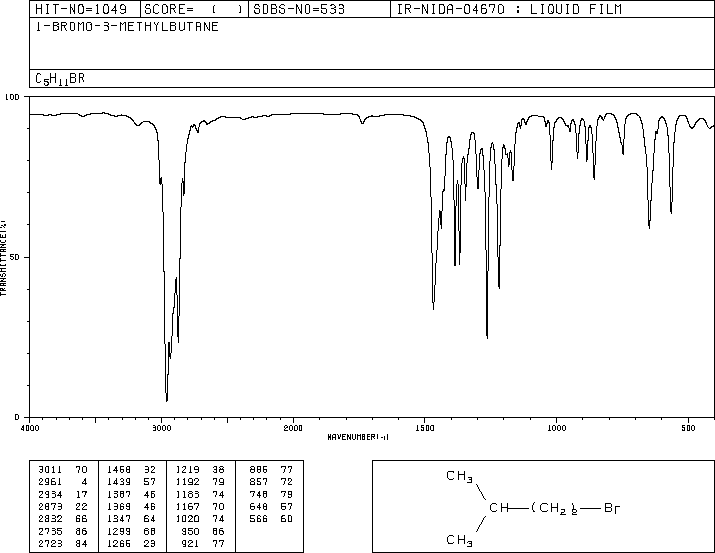 HIT-NO=1049 SCORE= ( ) SDBS-NO=533 IR-NIDA-04670 : LIQUID FILM
1-BROMO-3-METHYLBUTANE
C5H11BR
100
50
0
TRANSMITTANCE(%)
4000 3000 2000 1500 1000 500
WAVENUMBER(-1)
3011 70 1468 32 1219 38 886 77
2961 4 1439 57 1192 79 857 72
2934 17 1387 46 1183 74 748 79
2873 22 1369 46 1167 70 648 57
2832 66 1347 64 1020 74 566 60
2735 86 1299 68 950 86
2723 84 1265 23 921 77
CH3
CH—(CH2)2—Br
CH3